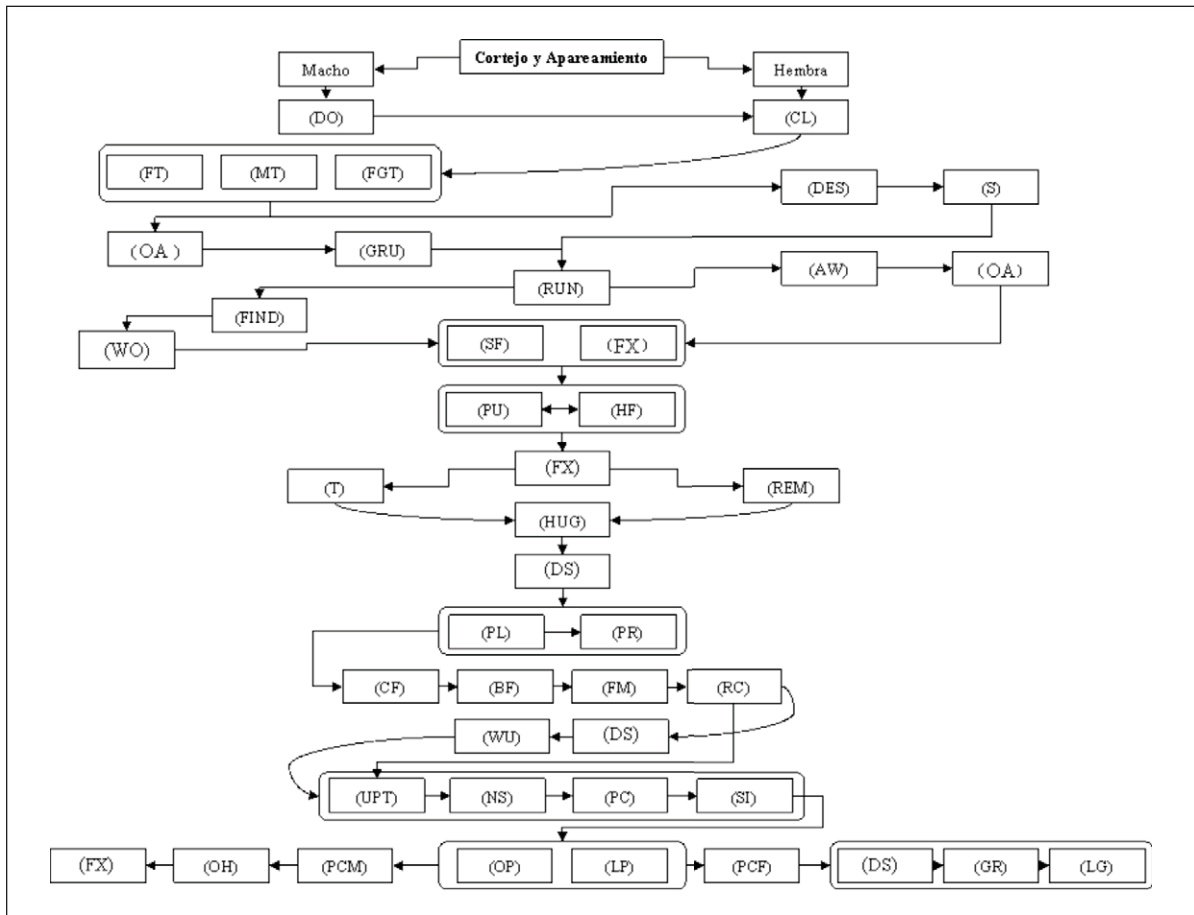 Cortejo y Apareamiento
Macho
Hembra
(DO)
(CL)
(FT)
(MT)
(FGT)
(DES)
(S)
(OA)
(GRU)
(RUN)
(AW)
(OA)
(FIND)
(WO)
(SF)
(FX)
(PU)
(HF)
(FX)
(T)
(REM)
(HUG)
(DS)
(PL)
(PR)
(CF)
(BF)
(FM)
(RC)
(WU)
(DS)
(UPT)
(NS)
(PC)
(SI)
(FX)
(OH)
(PCM)
(OP)
(LP)
(PCF)
(DS)
(GR)
(LG)